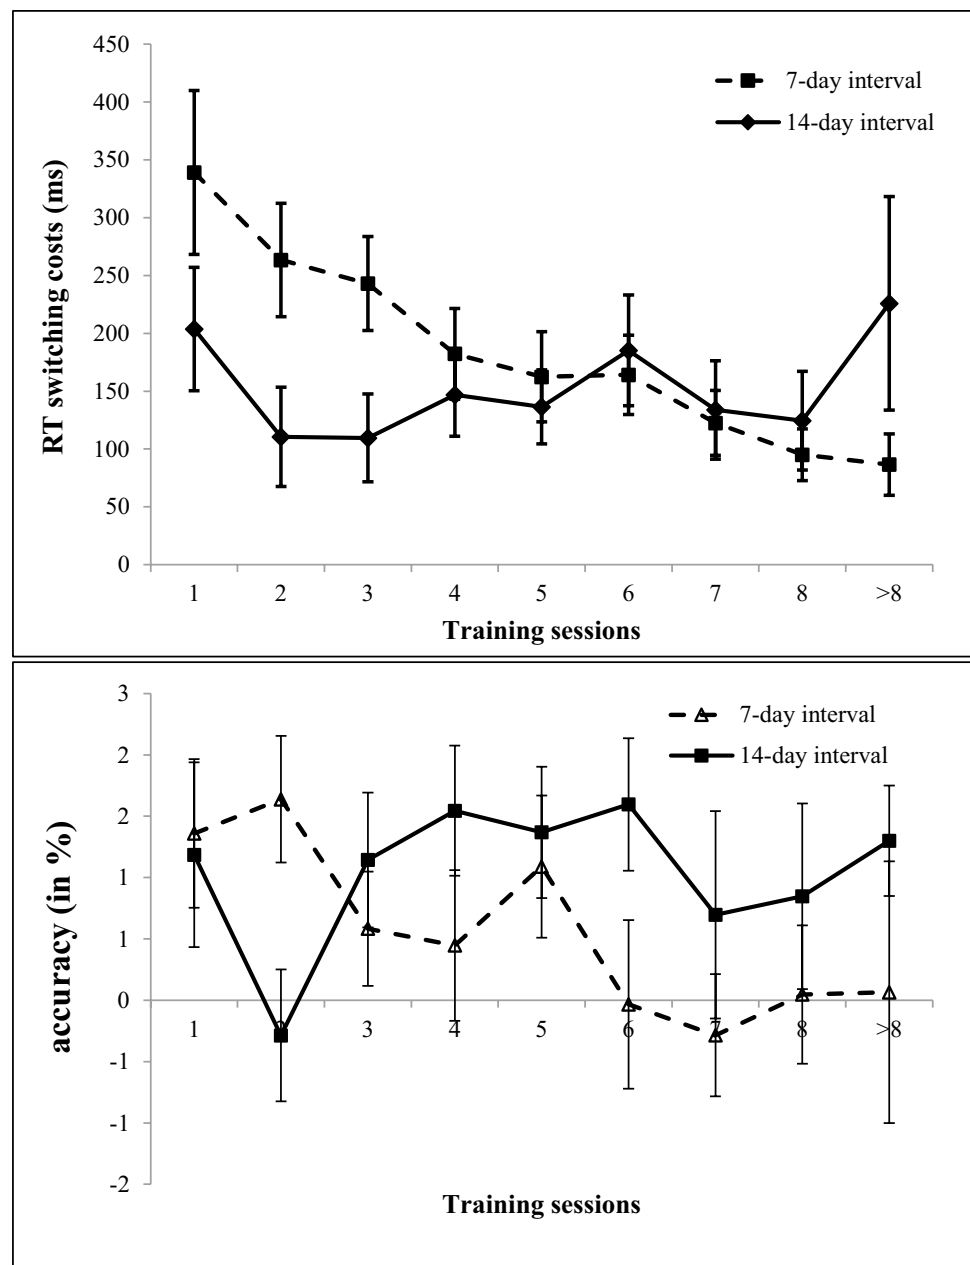 450
400
350
300
250
200
150
100
50
0
RT switching costs (ms)
7-day interval
14-day interval
1 2 3 4 5 6 7 8 >8
Training sessions
3
2
2
1
1
0
-1
-1
-2
accuracy (in %)
7-day interval
14-day interval
1 3 4 5 6 7 8 >8
Training sessions